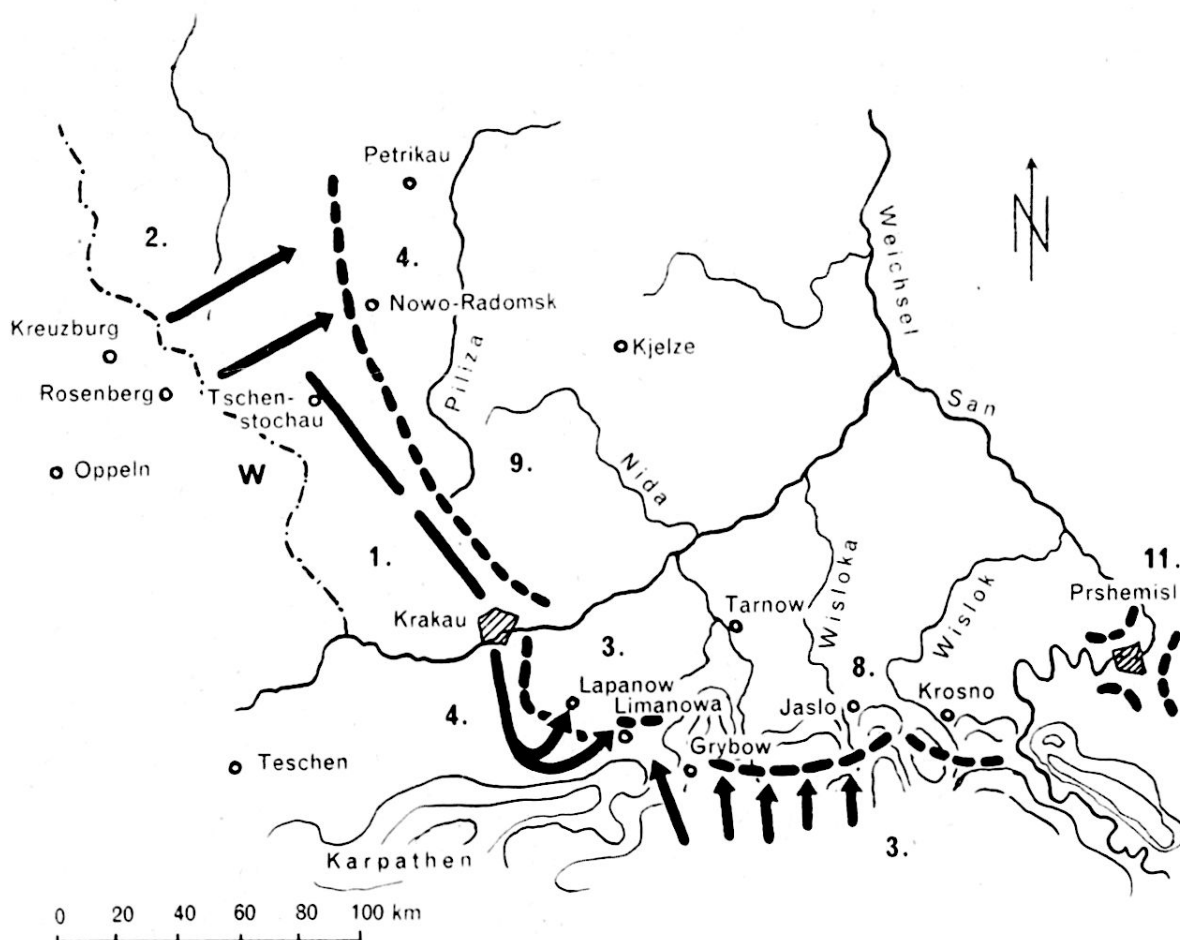 Petrikau
2.
4.
Weichsel
N
Kreuzburg
Nowo-Radomsk
Kjelze
Rosenberg
Tschen-
stochau
Piliza
San
Oppeln
W
9.
Nida
1.
Wisloka
Wislok
11.
Prshemisl
Krakau
Tarnow
3.
8.
Lapanow
Limanowa
Jaslo
Krosno
4.
Grybow
Teschen
Karpathen
3.
0 20 40 60 80 100 km